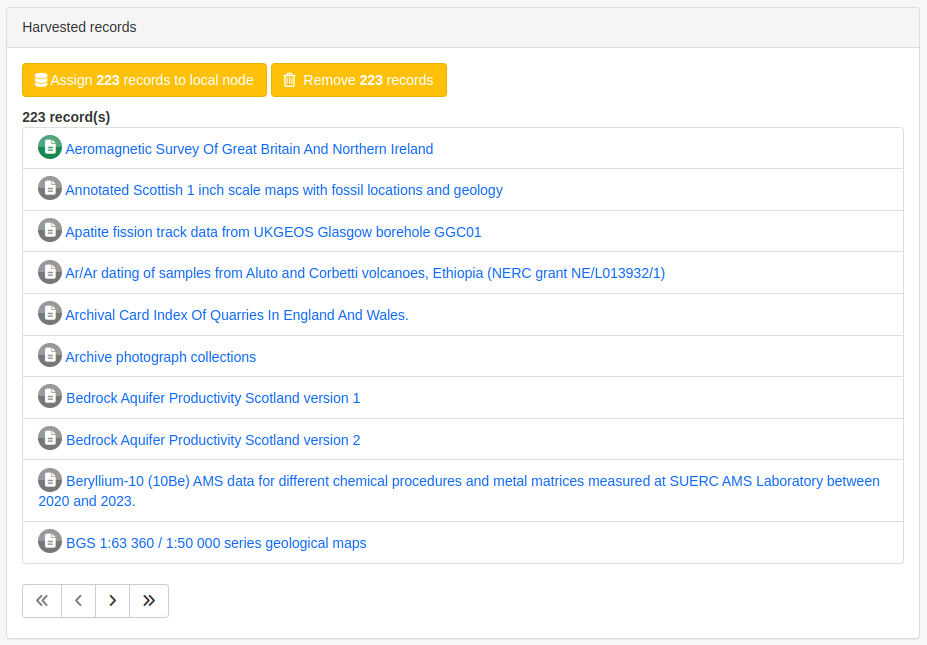 Harvested records
Assign 223 records to local node
Remove 223 records
223 record(s)
Aeromagnetic Survey Of Great Britain And Northern Ireland
Annotated Scottish 1 inch scale maps with fossil locations and geology
Apatite fission track data from UKGEOS Glasgow borehole GGC01
Ar/Ar dating of samples from Aluto and Corbetti volcanoes, Ethiopia (NERC grant NE/L013932/1)
Archival Card Index Of Quarries In England And Wales.
Archive photograph collections
Bedrock Aquifer Productivity Scotland version 1
Bedrock Aquifer Productivity Scotland version 2
Beryllium-10 (10Be) AMS data for different chemical procedures and metal matrices measured at SUERC AMS Laboratory between
2020 and 2023.
BGS 1:63 360 / 1:50 000 series geological maps